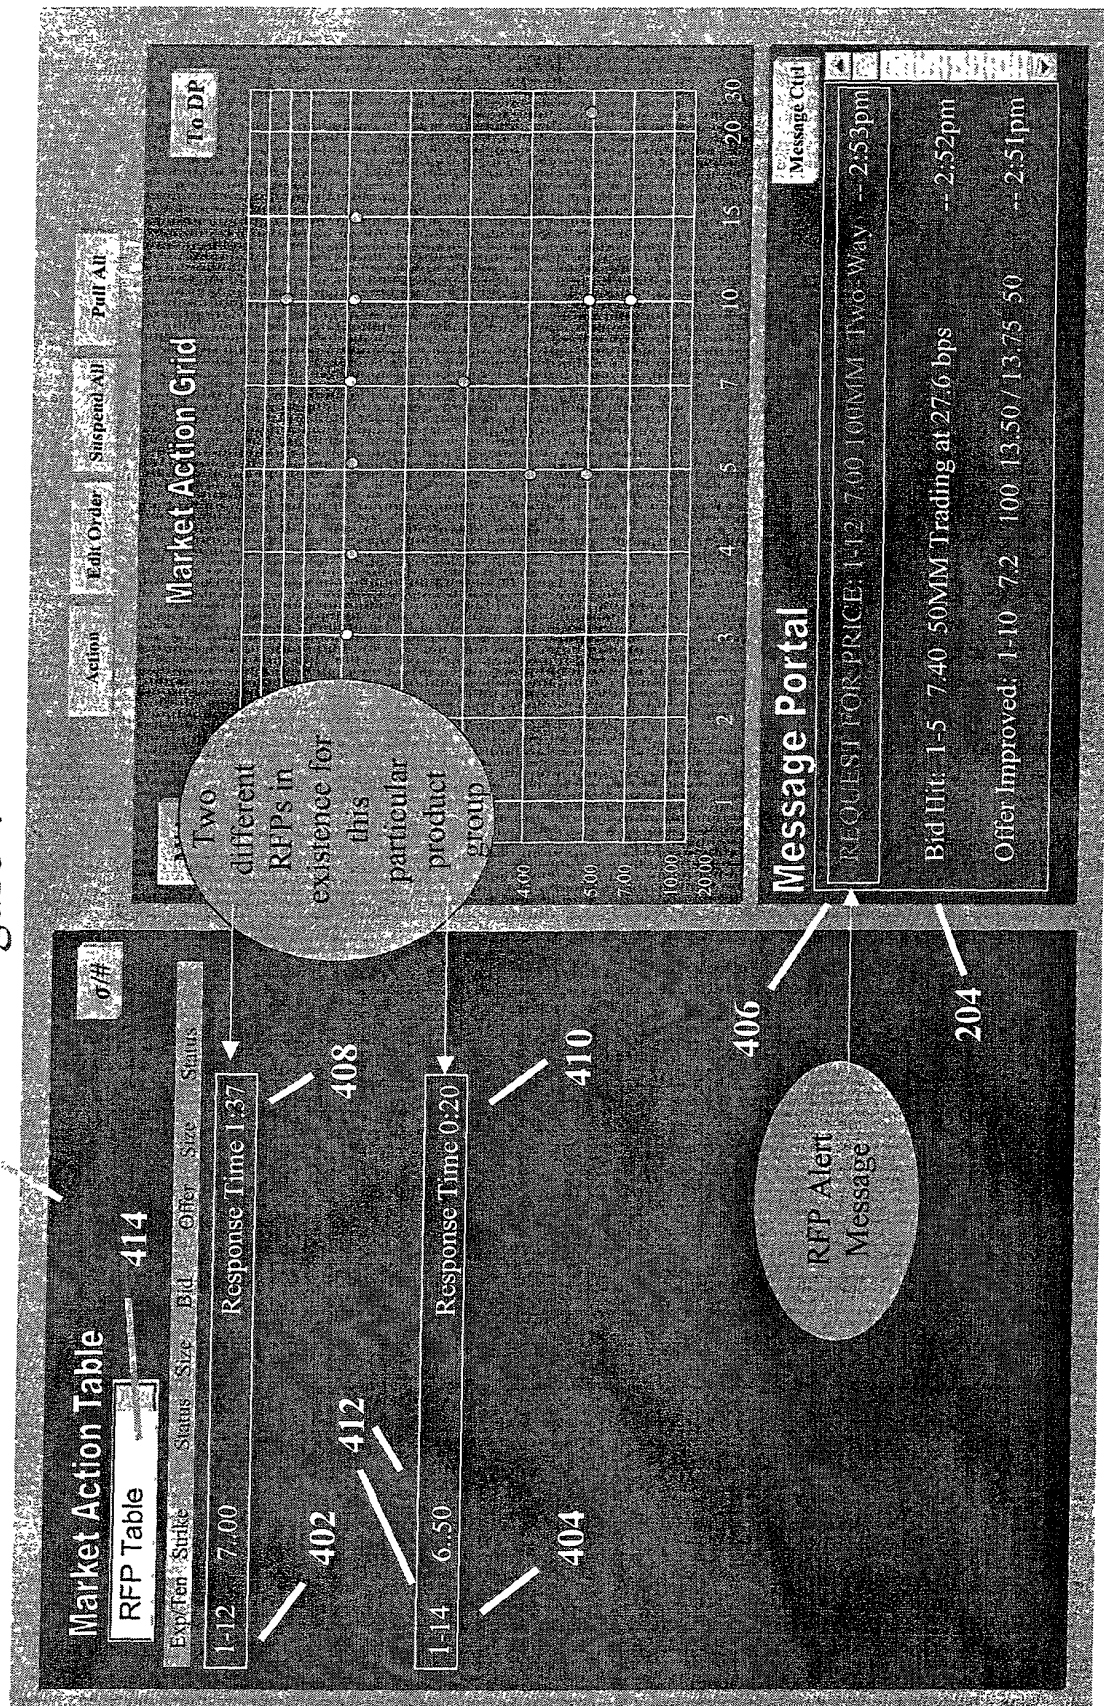 Action
Edit Order
Suspend All
Pull All
Market Action Table
414
RFP Table
σ/#
Exp/Ten Strike Status Size Bid Offer Size Status
1-12 7.00 Response Time 1:37
402
408
412
1-14 6.50 Response Time 0:20
404
410
RFP Alert
Message
406
204
Market Action Grid
To DP
Two
different
RFPs in
existence for
this
particular
product
group
4:00
5:00
7:00
10:00
20:00
1 2 3 4 5 7 10 15 20 30
Message Portal
Message Ctrl
REQUEST FOR PRICE: 1-12 7.00 100MM Two Way -- 2:53pm
Bid Hit: 1-5 7.40 50MM Trading at 27.6 bps -- 2:52pm
Offer Improved: 1-10 7.2 100 13.50 / 13.75 50 -- 2:51pm